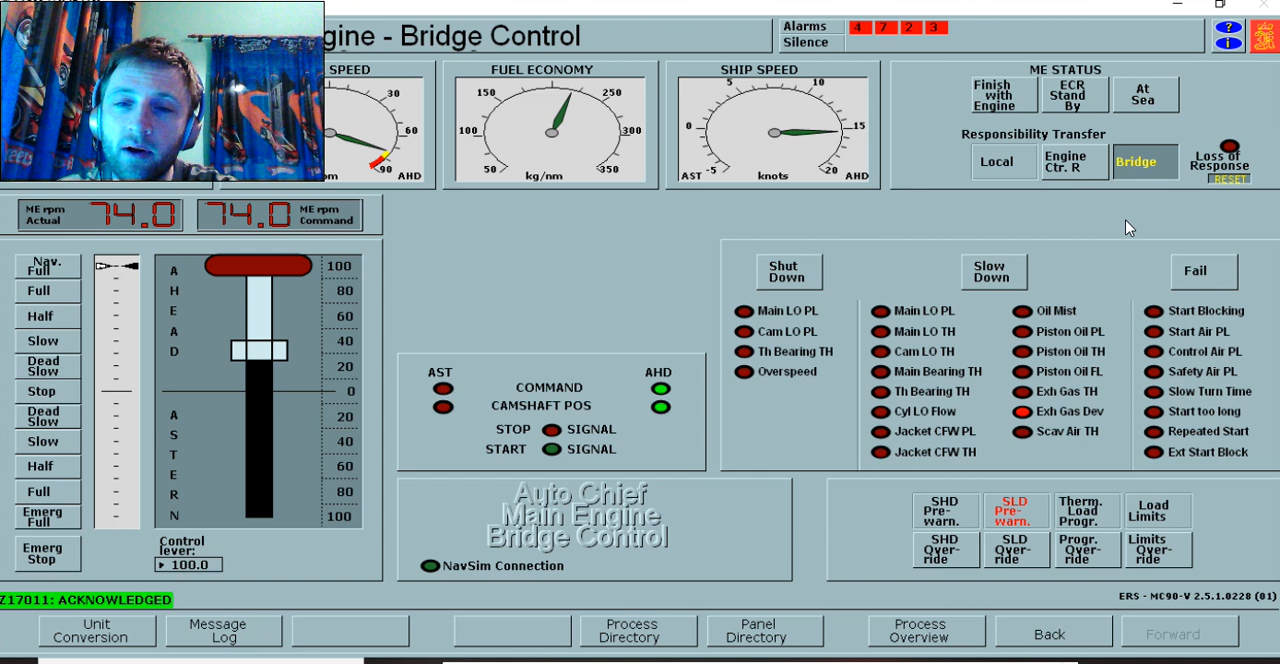 gine - Bridge Control
Alarms
Silence
4 7 2 3
SPEED
30
60
90 AHD
FUEL ECONOMY
150
250
100
300
350
kg/nm
SHIP SPEED
5
10
0
15
AST -5
knots
20 AHD
ME STATUS
Finish with Engine
ECR Stand By
At Sea
Responsibility Transfer
Local
Engine Ctr. R
Bridge
Loss of Response
RESET
ME rpm Actual
74.0
74.0
ME rpm Command
Nav. Full
Full
Half
Slow
Dead Slow
Stop
Dead Slow
Slow
Half
Full
Emerg Full
Emerg Stop
A H E A D
A S T E R N
100
80
60
40
20
0
20
40
60
80
100
Control lever:
100.0
AST
AHD
COMMAND
CAMSHAFT POS
STOP SIGNAL
START SIGNAL
Auto Chief
Main Engine
Bridge Control
NavSim Connection
Shut Down
Main LO PL
Cam LO PL
Th Bearing TH
Overspeed
Slow Down
Main LO PL
Main LO TH
Cam LO TH
Main Bearing TH
Th Bearing TH
Cyl LO Flow
Jacket CFW PL
Jacket CFW TH
Oil Mist
Piston Oil PL
Piston Oil TH
Piston Oil FL
Exh Gas TH
Exh Gas Dev
Scav Air TH
Fail
Start Blocking
Start Air PL
Control Air PL
Safety Air PL
Slow Turn Time
Start too long
Repeated Start
Ext Start Block
SHD Pre- warn.
SLD Pre- warn.
Therm. Load Progr.
Load Limits
SHD Over- ride
SLD Over- ride
Progr. Over- ride
Limits Over- ride
Z17011: ACKNOWLEDGED
ERS - MC90-V 2.5.1.0228 (01)
Unit Conversion
Message Log
Process Directory
Panel Directory
Process Overview
Back
Forward